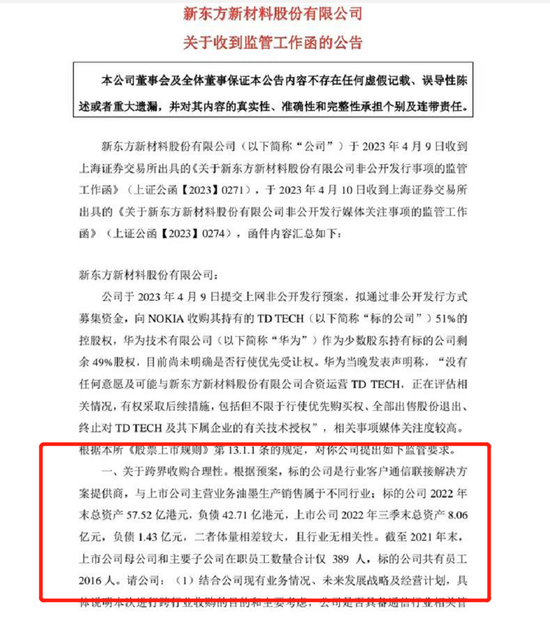 新东方新材料股份有限公司
关于收到监管工作函的公告
本公司董事会及全体董事保证本公告内容不存在任何虚假记载、误导性陈
述或者重大遗漏，并对其内容的真实性、准确性和完整性承担个别及连带责任。
新东方新材料股份有限公司（以下简称“公司”）于 2023 年 4 月 9 日收到
上海证券交易所出具的《关于新东方新材料股份有限公司非公开发行事项的监管
工作函》（上证公函【2023】0271），于 2023 年 4 月 10 日收到上海证券交易所
出具的《关于新东方新材料股份有限公司非公开发行媒体关注事项的监管工作
函》（上证公函【2023】0274），函件内容汇总如下：
新东方新材料股份有限公司：
公司于 2023 年 4 月 9 日提交上网非公开发行预案，拟通过非公开发行方式
募集资金，向 NOKIA 收购其持有的 TD TECH（以下简称“标的公司”）51%的
控股权，华为技术有限公司（以下简称“华为”）作为少数股东持有标的公司剩
余 49%股权，目前尚未明确是否行使优先受让权。华为当晚发表声明称，“没有
任何意愿及可能与新东方新材料股份有限公司合资运营 TD TECH，正在评估相
关情况，有权采取后续措施，包括但不限于行使优先购买权、全部出售股份退出、
终止对 TD TECH 及其下属企业的有关技术授权”，相关事项媒体关注度较高。
根据本所《股票上市规则》第 13.1.1 条的规定，对你公司提出如下监管要求。
一、关于跨界收购合理性。根据预案，标的公司是行业客户通信联接解决方
案提供商，与上市公司主营业务油墨生产销售属于不同行业；标的公司 2022 年
末总资产 57.52 亿港元，负债 42.71 亿港元，上市公司 2022 年三季末总资产 8.06
亿元，负债 1.43 亿元，二者体量相差较大，且行业无相关性。截至 2021 年末，
上市公司母公司和主要子公司在职员工数量合计仅 389 人，标的公司共有员工
2016 人。请公司：（1）结合公司现有业务情况、未来发展战略及经营计划，具
体说明本次进行跨行业收购的目的和主要考虑，公司是否具备通信行业相关管